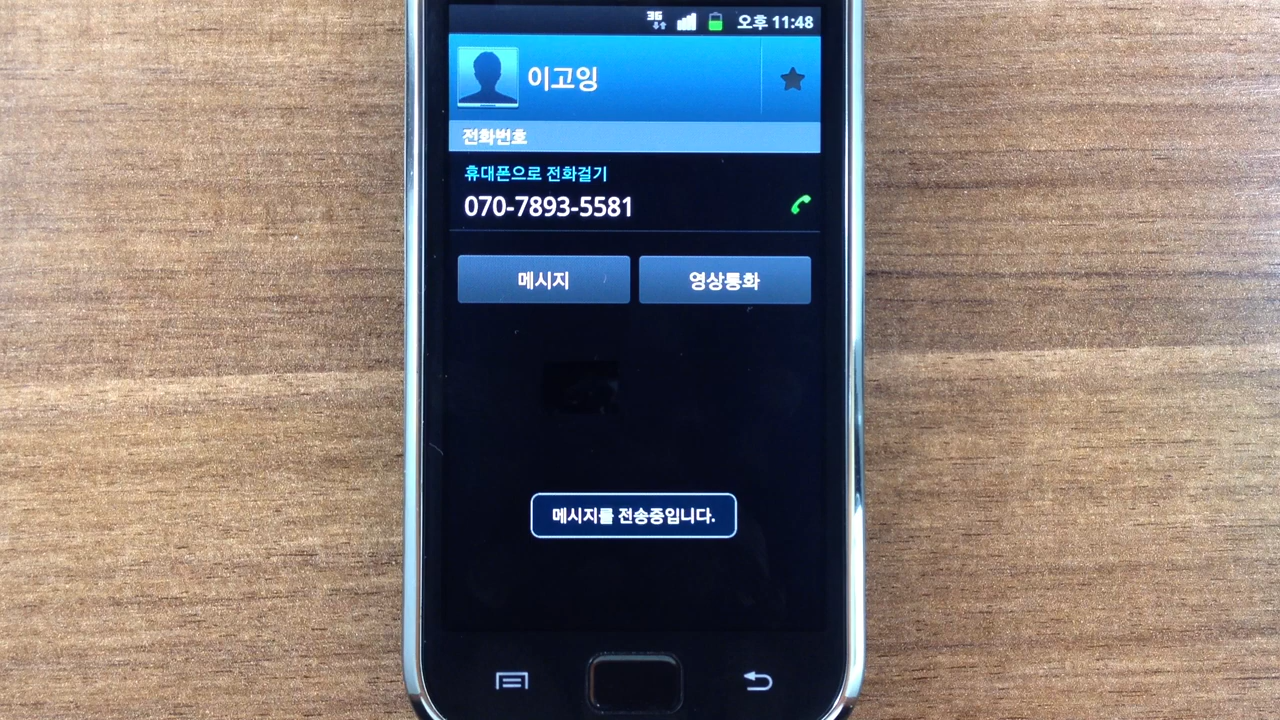 3G 오후 11:48
이고잉
전화번호
휴대폰으로 전화걸기
070-7893-5581
메시지 영상통화
메시지를 전송중입니다.